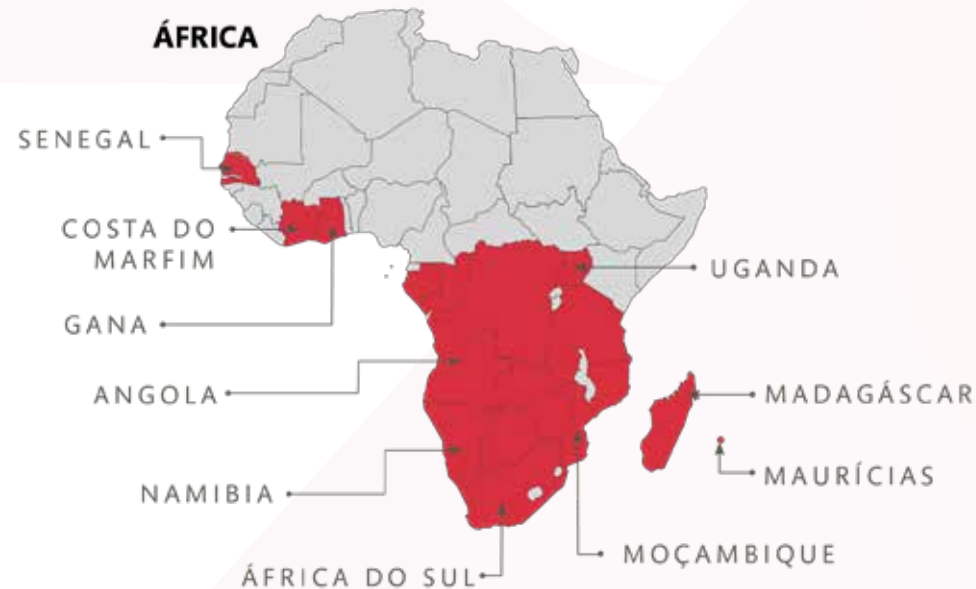 ÁFRICA
SENEGAL
COSTA DO
MARFIM
GANA
ANGOLA
NAMIBIA
ÁFRICA DO SUL
UGANDA
MADAGÁSCAR
MAURÍCIAS
MOÇAMBIQUE